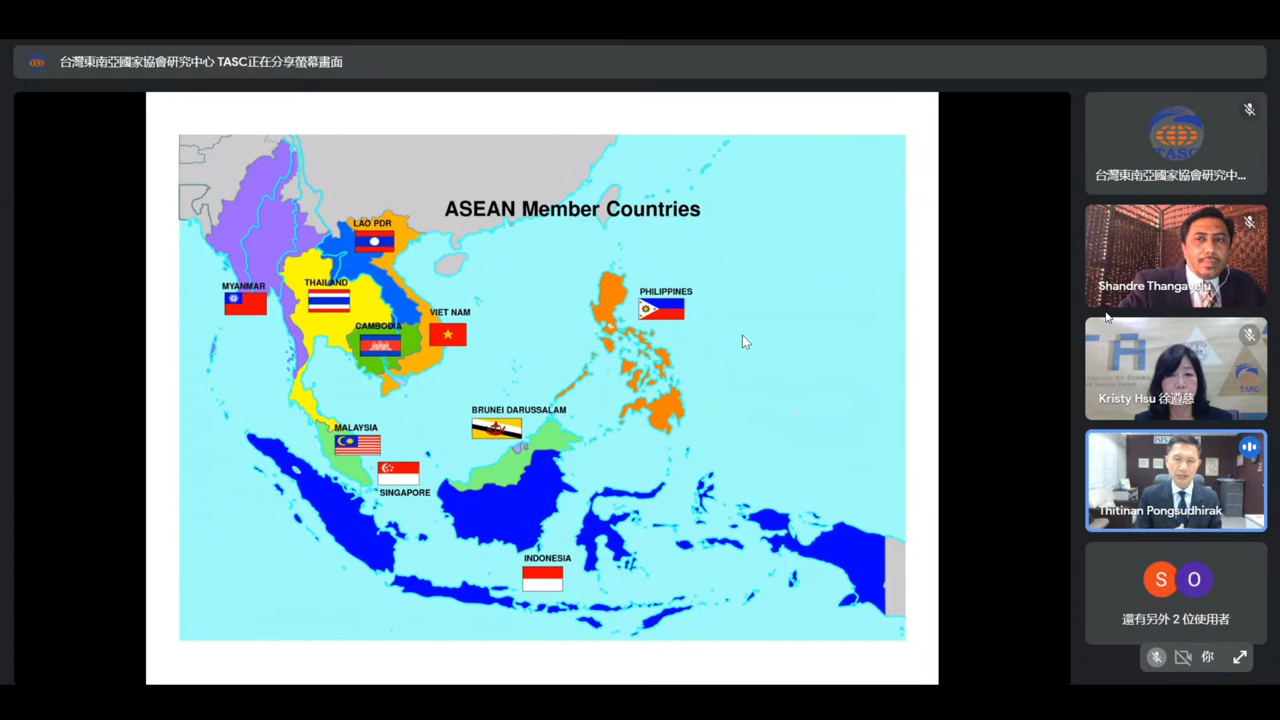 台灣東南亞國家協會研究中心 TASC正在分享螢幕畫面
ASEAN Member Countries
LAO PDR
MYANMAR
THAILAND
CAMBODIA
VIET NAM
PHILIPPINES
BRUNEI DARUSSALAM
MALAYSIA
SINGAPORE
INDONESIA
TASC
台灣東南亞國家協會研究中...
Shandre Thangavelu
TASC
Kristy Hsu 徐遵慈
ISIS
Thitinan Pongsudhirak
S
O
還有另外 2 位使用者
你